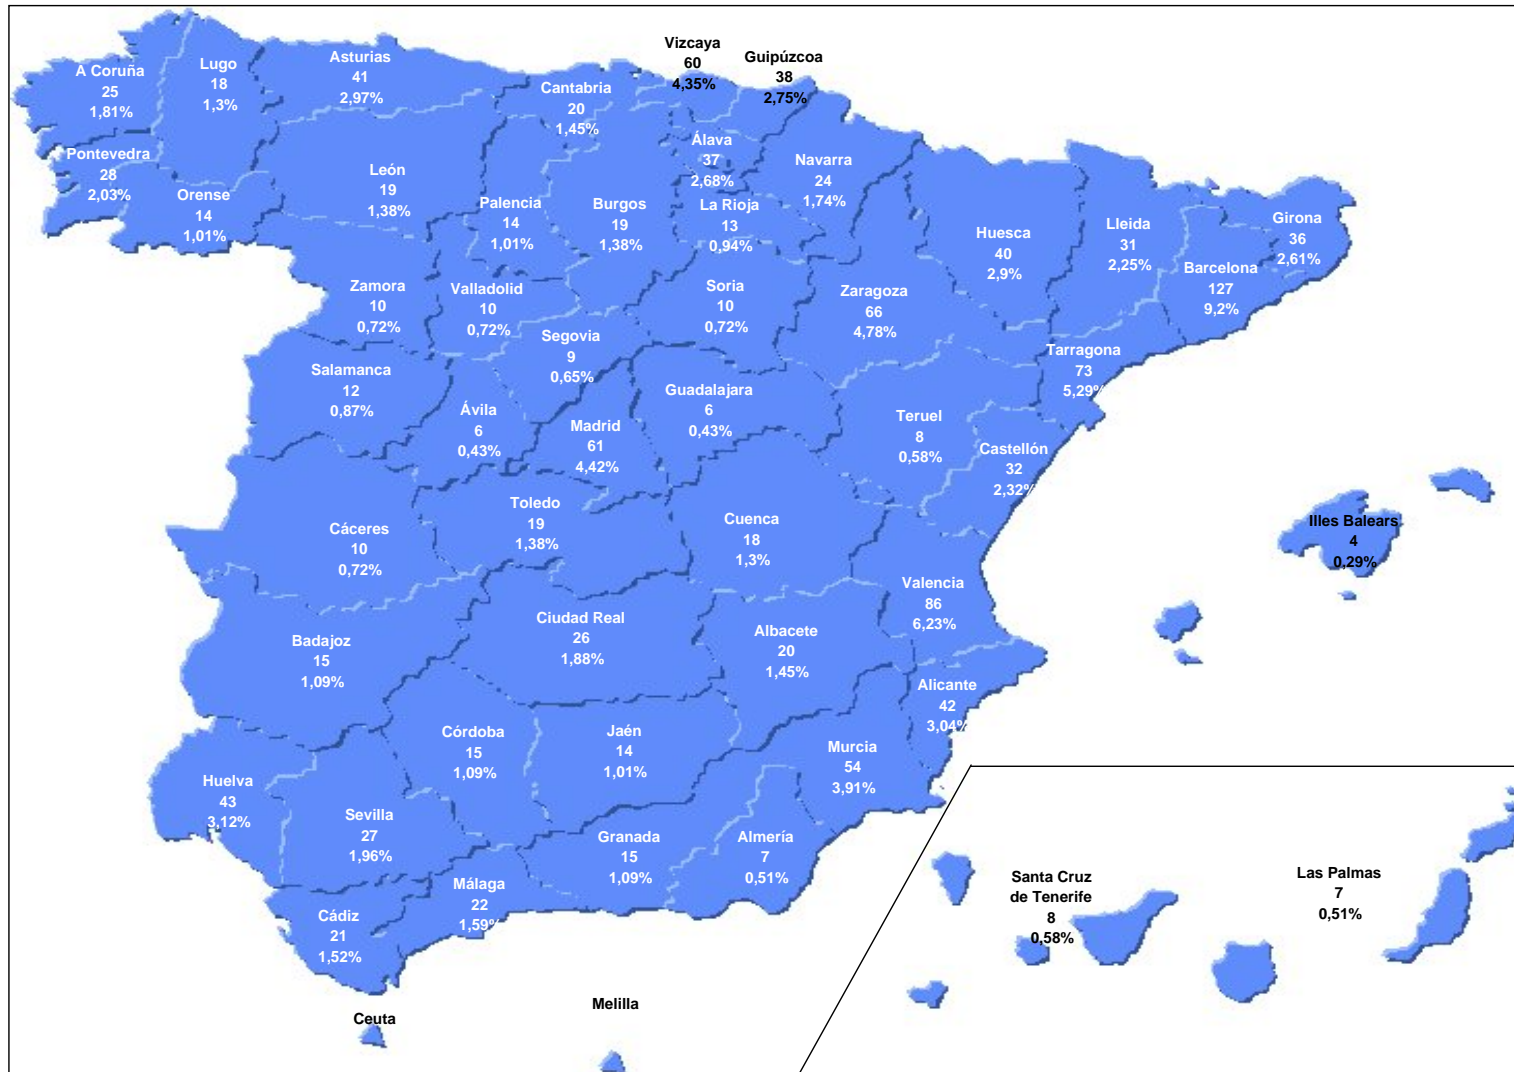 A Coruña
25
1,81%
Lugo
18
1,3%
Asturias
41
2,97%
Cantabria
20
1,45%
Vizcaya
60
4,35%
Guipúzcoa
38
2,75%
Álava
37
2,68%
Navarra
24
1,74%
Pontevedra
28
2,03%
Orense
14
1,01%
León
19
1,38%
Palencia
14
1,01%
Burgos
19
1,38%
La Rioja
13
0,94%
Huesca
40
2,9%
Lleida
31
2,25%
Girona
36
2,61%
Barcelona
127
9,2%
Zamora
10
0,72%
Valladolid
10
0,72%
Soria
10
0,72%
Zaragoza
66
4,78%
Segovia
9
0,65%
Tarragona
73
5,29%
Salamanca
12
0,87%
Ávila
6
0,43%
Madrid
61
4,42%
Guadalajara
6
0,43%
Teruel
8
0,58%
Castellón
32
2,32%
Toledo
19
1,38%
Cuenca
18
1,3%
Illes Balears
4
0,29%
Cáceres
10
0,72%
Valencia
86
6,23%
Badajoz
15
1,09%
Ciudad Real
26
1,88%
Albacete
20
1,45%
Alicante
42
3,04%
Córdoba
15
1,09%
Jaén
14
1,01%
Murcia
54
3,91%
Huelva
43
3,12%
Sevilla
27
1,96%
Granada
15
1,09%
Almería
7
0,51%
Málaga
22
1,59%
Cádiz
21
1,52%
Santa Cruz
de Tenerife
8
0,58%
Las Palmas
7
0,51%
Ceuta
Melilla